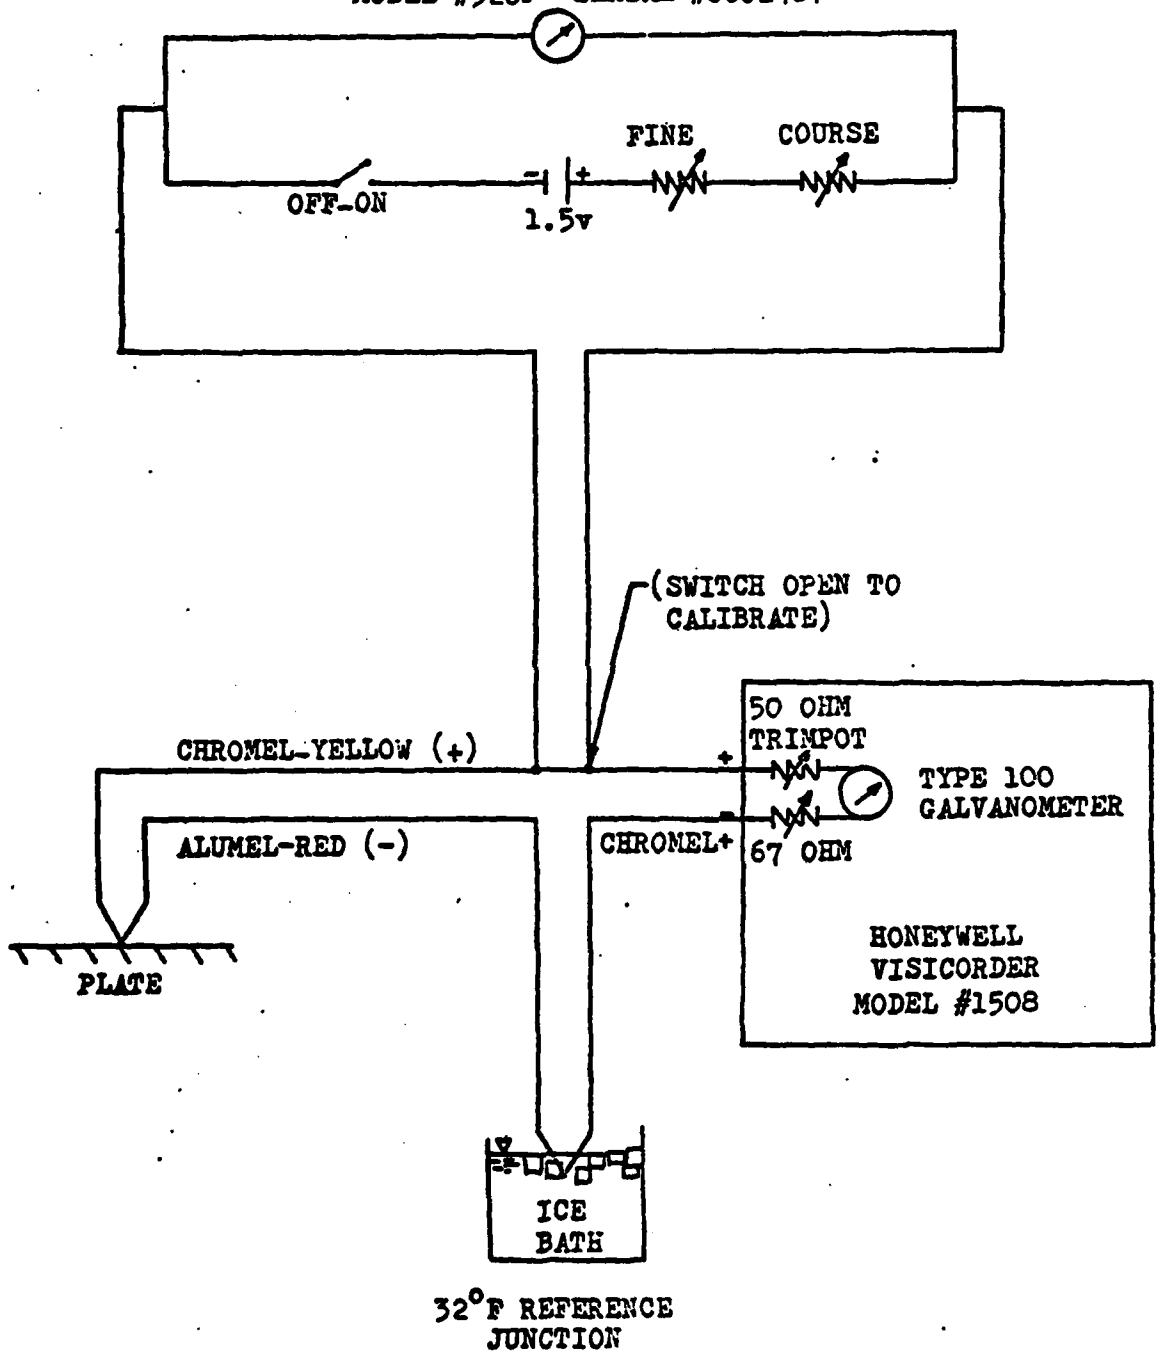 FINE
COURSE
OFF-ON
- +
1.5v
(SWITCH OPEN TO
CALIBRATE)
50 OHM
TRIMPOT
CHROMEL-YELLOW (+)
+
TYPE 100
GALVANOMETER
ALUMEL-RED (-)
-
CHROMEL+
67 OHM
HONEYWELL
VISICORDER
MODEL #1508
PLATE
ICE
BATH
32°F REFERENCE
JUNCTION